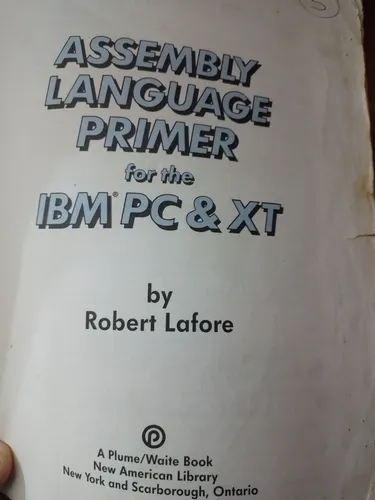 ASSEMBLY
LANGUAGE
PRIMER
for the
IBM® PC & XT
by
Robert Lafore
A Plume/Waite Book
New American Library
New York and Scarborough, Ontario